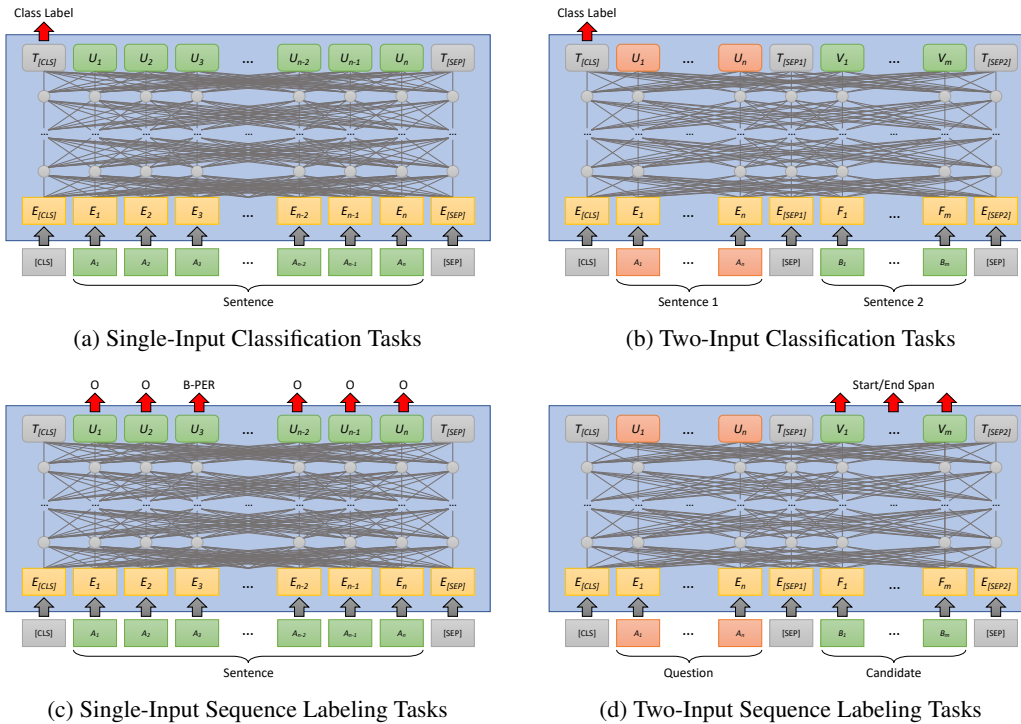 Class Label
T[CLS] U1 U2 U3 ... Un-2 Un-1 Un T[SEP]
... ... ... ... ... ... ... ...
E[CLS] E1 E2 E3 ... En-2 En-1 En E[SEP]
[CLS] A1 A2 A3 ... An-2 An-1 An [SEP]
Sentence
(a) Single-Input Classification Tasks
Class Label
T[CLS] U1 ... Un T[SEP1] V1 ... Vm T[SEP2]
... ... ... ... ... ... ...
E[CLS] E1 ... En E[SEP1] F1 ... Fm E[SEP2]
[CLS] A1 ... An [SEP] B1 ... Bm [SEP]
Sentence 1 Sentence 2
(b) Two-Input Classification Tasks
O O B-PER O O O
T[CLS] U1 U2 U3 ... Un-2 Un-1 Un T[SEP]
... ... ... ... ... ... ... ...
E[CLS] E1 E2 E3 ... En-2 En-1 En E[SEP]
[CLS] A1 A2 A3 ... An-2 An-1 An [SEP]
Sentence
(c) Single-Input Sequence Labeling Tasks
Start/End Span
T[CLS] U1 ... Un T[SEP1] V1 ... Vm T[SEP2]
... ... ... ... ... ... ...
E[CLS] E1 ... En E[SEP1] F1 ... Fm E[SEP2]
[CLS] A1 ... An [SEP] B1 ... Bm [SEP]
Question Candidate
(d) Two-Input Sequence Labeling Tasks